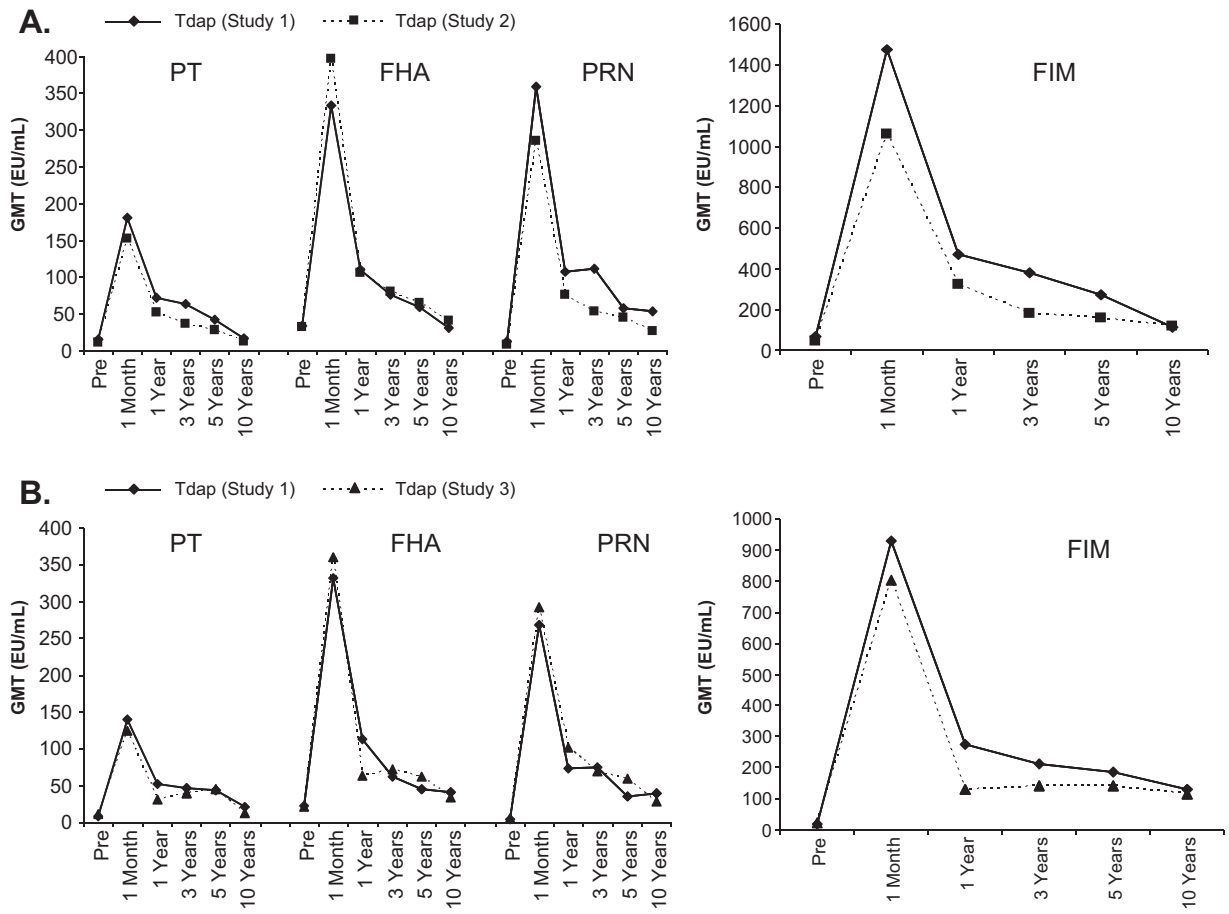 A.
Tdap (Study 1) Tdap (Study 2)
PT FHA PRN
GMT (EU/mL)
400
350
300
250
200
150
100
50
0
Pre 1 Month 1 Year 3 Years 5 Years 10 Years Pre 1 Month 1 Year 3 Years 5 Years 10 Years Pre 1 Month 1 Year 3 Years 5 Years 10 Years
FIM
GMT (EU/mL)
1600
1400
1200
1000
800
600
400
200
0
Pre 1 Month 1 Year 3 Years 5 Years 10 Years
B.
Tdap (Study 1) Tdap (Study 3)
PT FHA PRN
GMT (EU/mL)
400
350
300
250
200
150
100
50
0
Pre 1 Month 1 Year 3 Years 5 Years 10 Years Pre 1 Month 1 Year 3 Years 5 Years 10 Years Pre 1 Month 1 Year 3 Years 5 Years 10 Years
FIM
GMT (EU/mL)
1000
900
800
700
600
500
400
300
200
100
0
Pre 1 Month 1 Year 3 Years 5 Years 10 Years